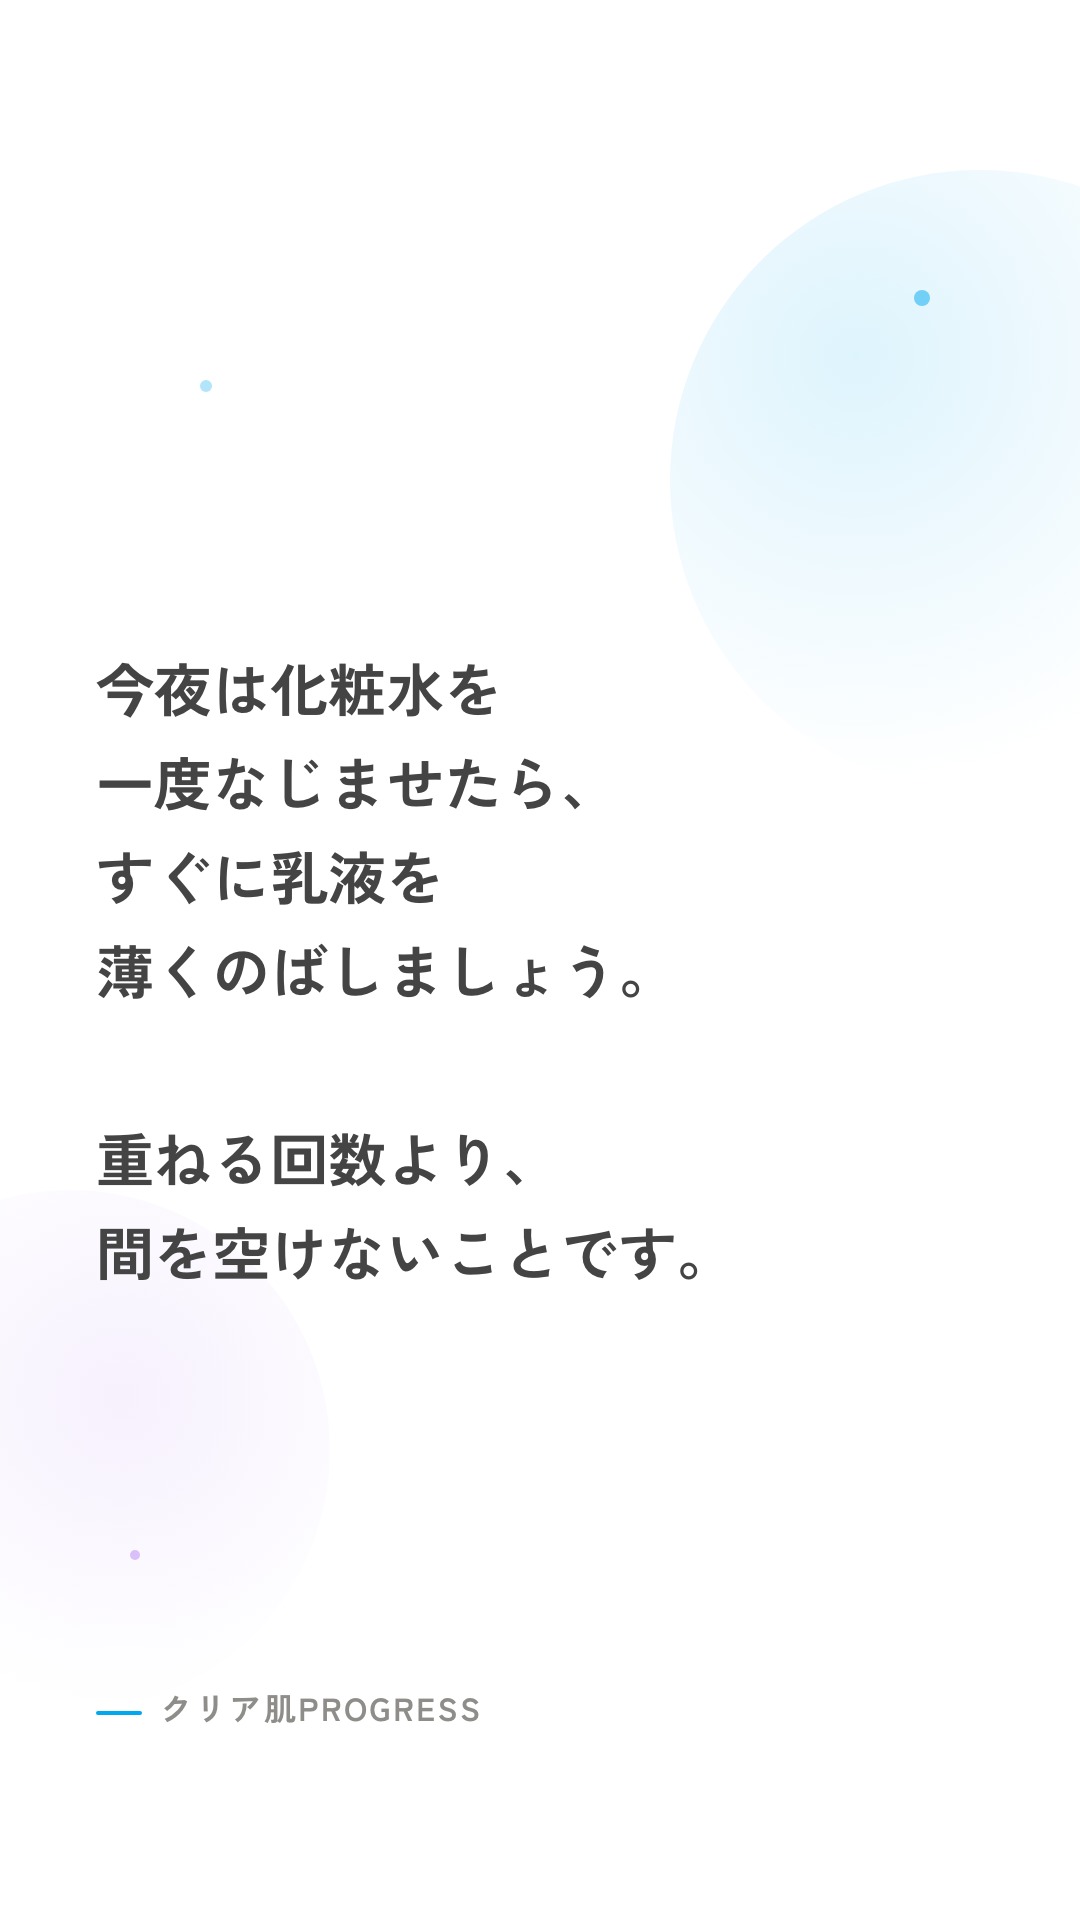 今夜は化粧水を
一度なじませたら、
すぐに乳液を
薄くのばしましょう。
重ねる回数より、
間を空けないことです。
クリア肌PROGRESS